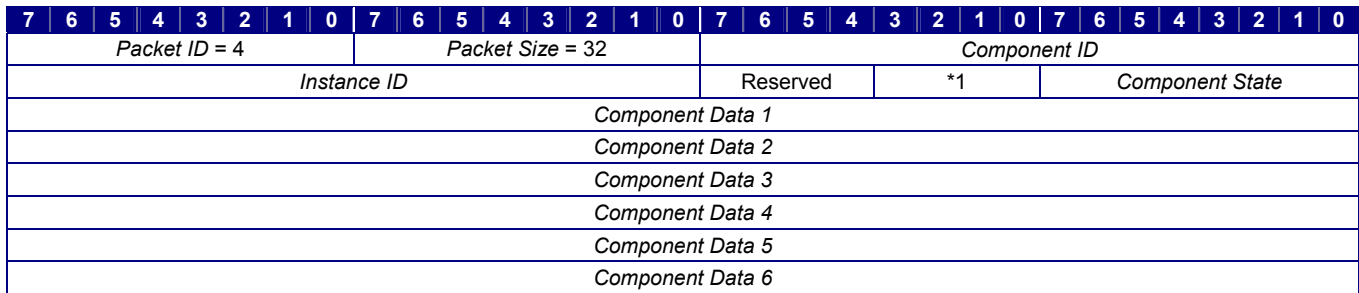 7 6 5 4 3 2 1 0 7 6 5 4 3 2 1 0 7 6 5 4 3 2 1 0 7 6 5 4 3 2 1 0
Packet ID = 4 Packet Size = 32 Component ID
Instance ID Reserved *1 Component State
Component Data 1
Component Data 2
Component Data 3
Component Data 4
Component Data 5
Component Data 6